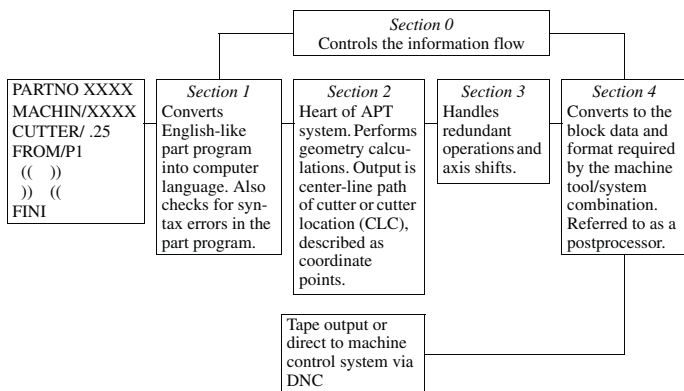 Section 0
Controls the information flow
PARTNO XXXX
MACHIN/XXXX
CUTTER/ .25
FROM/P1
(( ))
)) ((
FINI
Section 1
Converts
English-like
part program
into computer
language. Also
checks for syn-
tax errors in the
part program.
Section 2
Heart of APT
system. Performs
geometry calcu-
lations. Output is
center-line path
of cutter or cutter
location (CLC),
described as
coordinate
points.
Section 3
Handles
redundant
operations and
axis shifts.
Section 4
Converts to the
block data and
format required
by the machine
tool/system
combination.
Referred to as a
postprocessor.
Tape output or
direct to machine
control system via
DNC